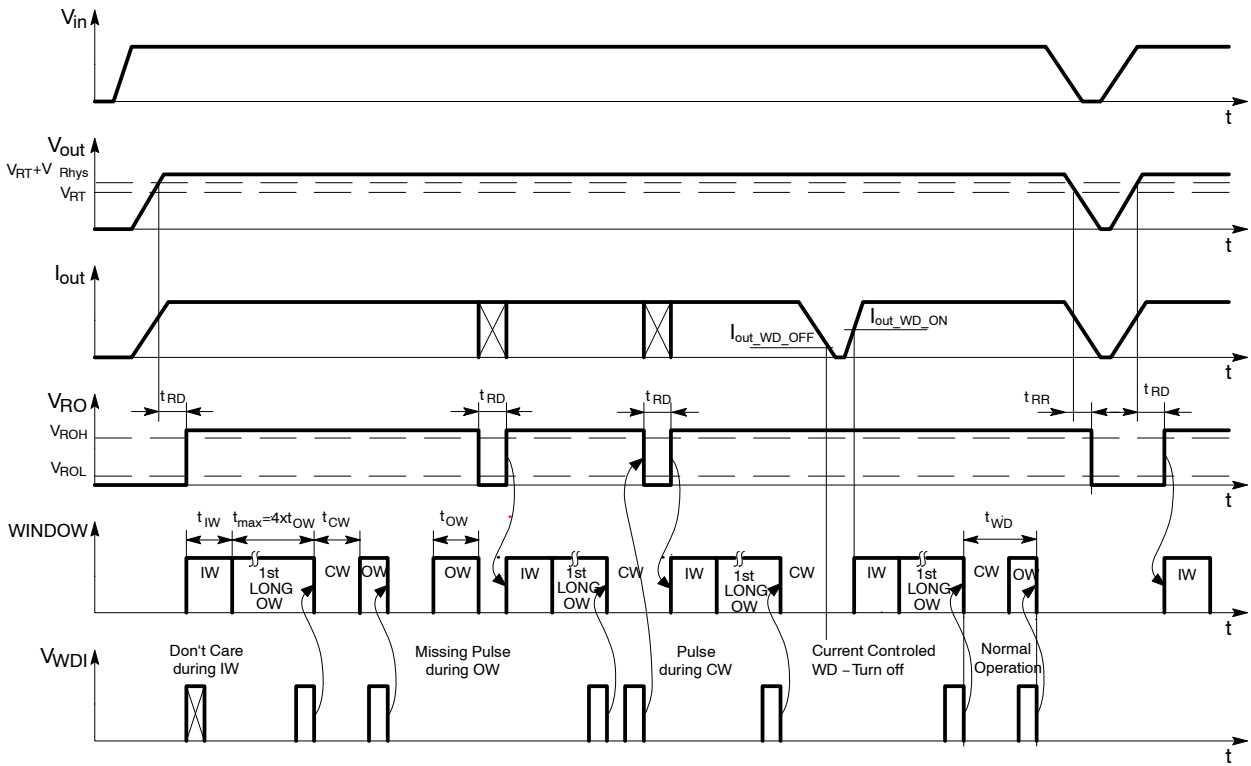 Vin
t
Vout
VRT+V Rhys
VRT
t
Iout
Iout_WD_OFF
Iout_WD_ON
t
VRO
tRD
tRD
tRD
tRR
tRD
VROH
VROL
t
WINDOW
tIW
tmax=4xtOW
tCW
tOW
tWD
IW
1st LONG OW
CW
OW
OW
IW
1st LONG OW
CW
IW
1st LONG OW
CW
IW
1st LONG OW
CW
OW
IW
t
VWDI
Don't Care
during IW
Missing Pulse
during OW
Pulse
during CW
Current Controled
WD – Turn off
Normal
Operation
t